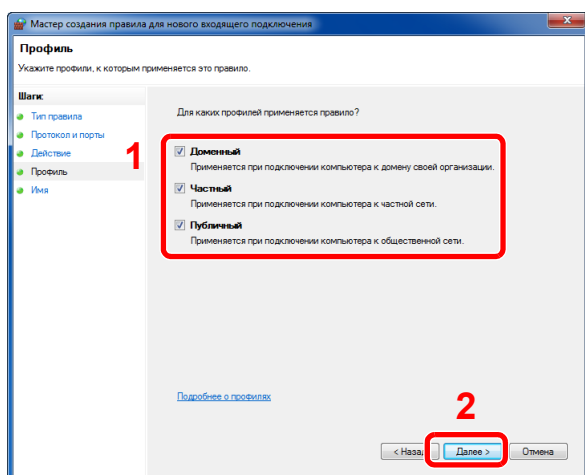 Мастер создания правила для нового входящего подключения
Профиль
Укажите профили, к которым применяется это правило.
Шаги:
Тип правила
Протокол и порты
Действие
Профиль
Имя
Для каких профилей применяется правило?
1
Доменный
Применяется при подключении компьютера к домену своей организации.
Частный
Применяется при подключении компьютера к частной сети.
Публичный
Применяется при подключении компьютера к общественной сети.
Подробнее о профилях
2
< Назад Далее > Отмена